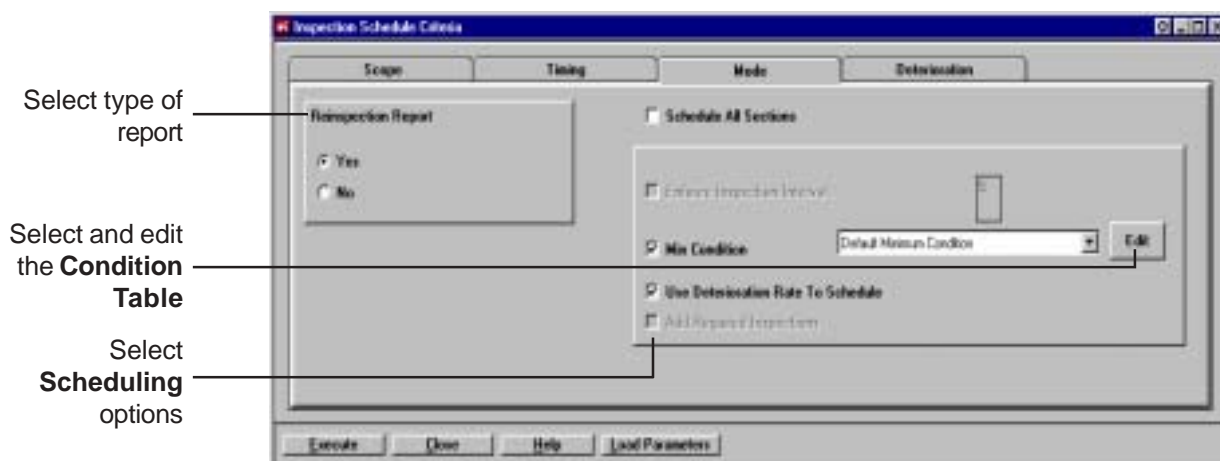 Inspection Schedule Criteria
Scope Timing Mode Deterioration
Select type of
report
Reinspection Report
Yes
No
Schedule All Sections
Select and edit
the Condition
Table
Min Condition
Default Minimum Condition
Edit
Use Deterioration Rate To Schedule
Select
Scheduling
options
Execute Close Help Load Parameters